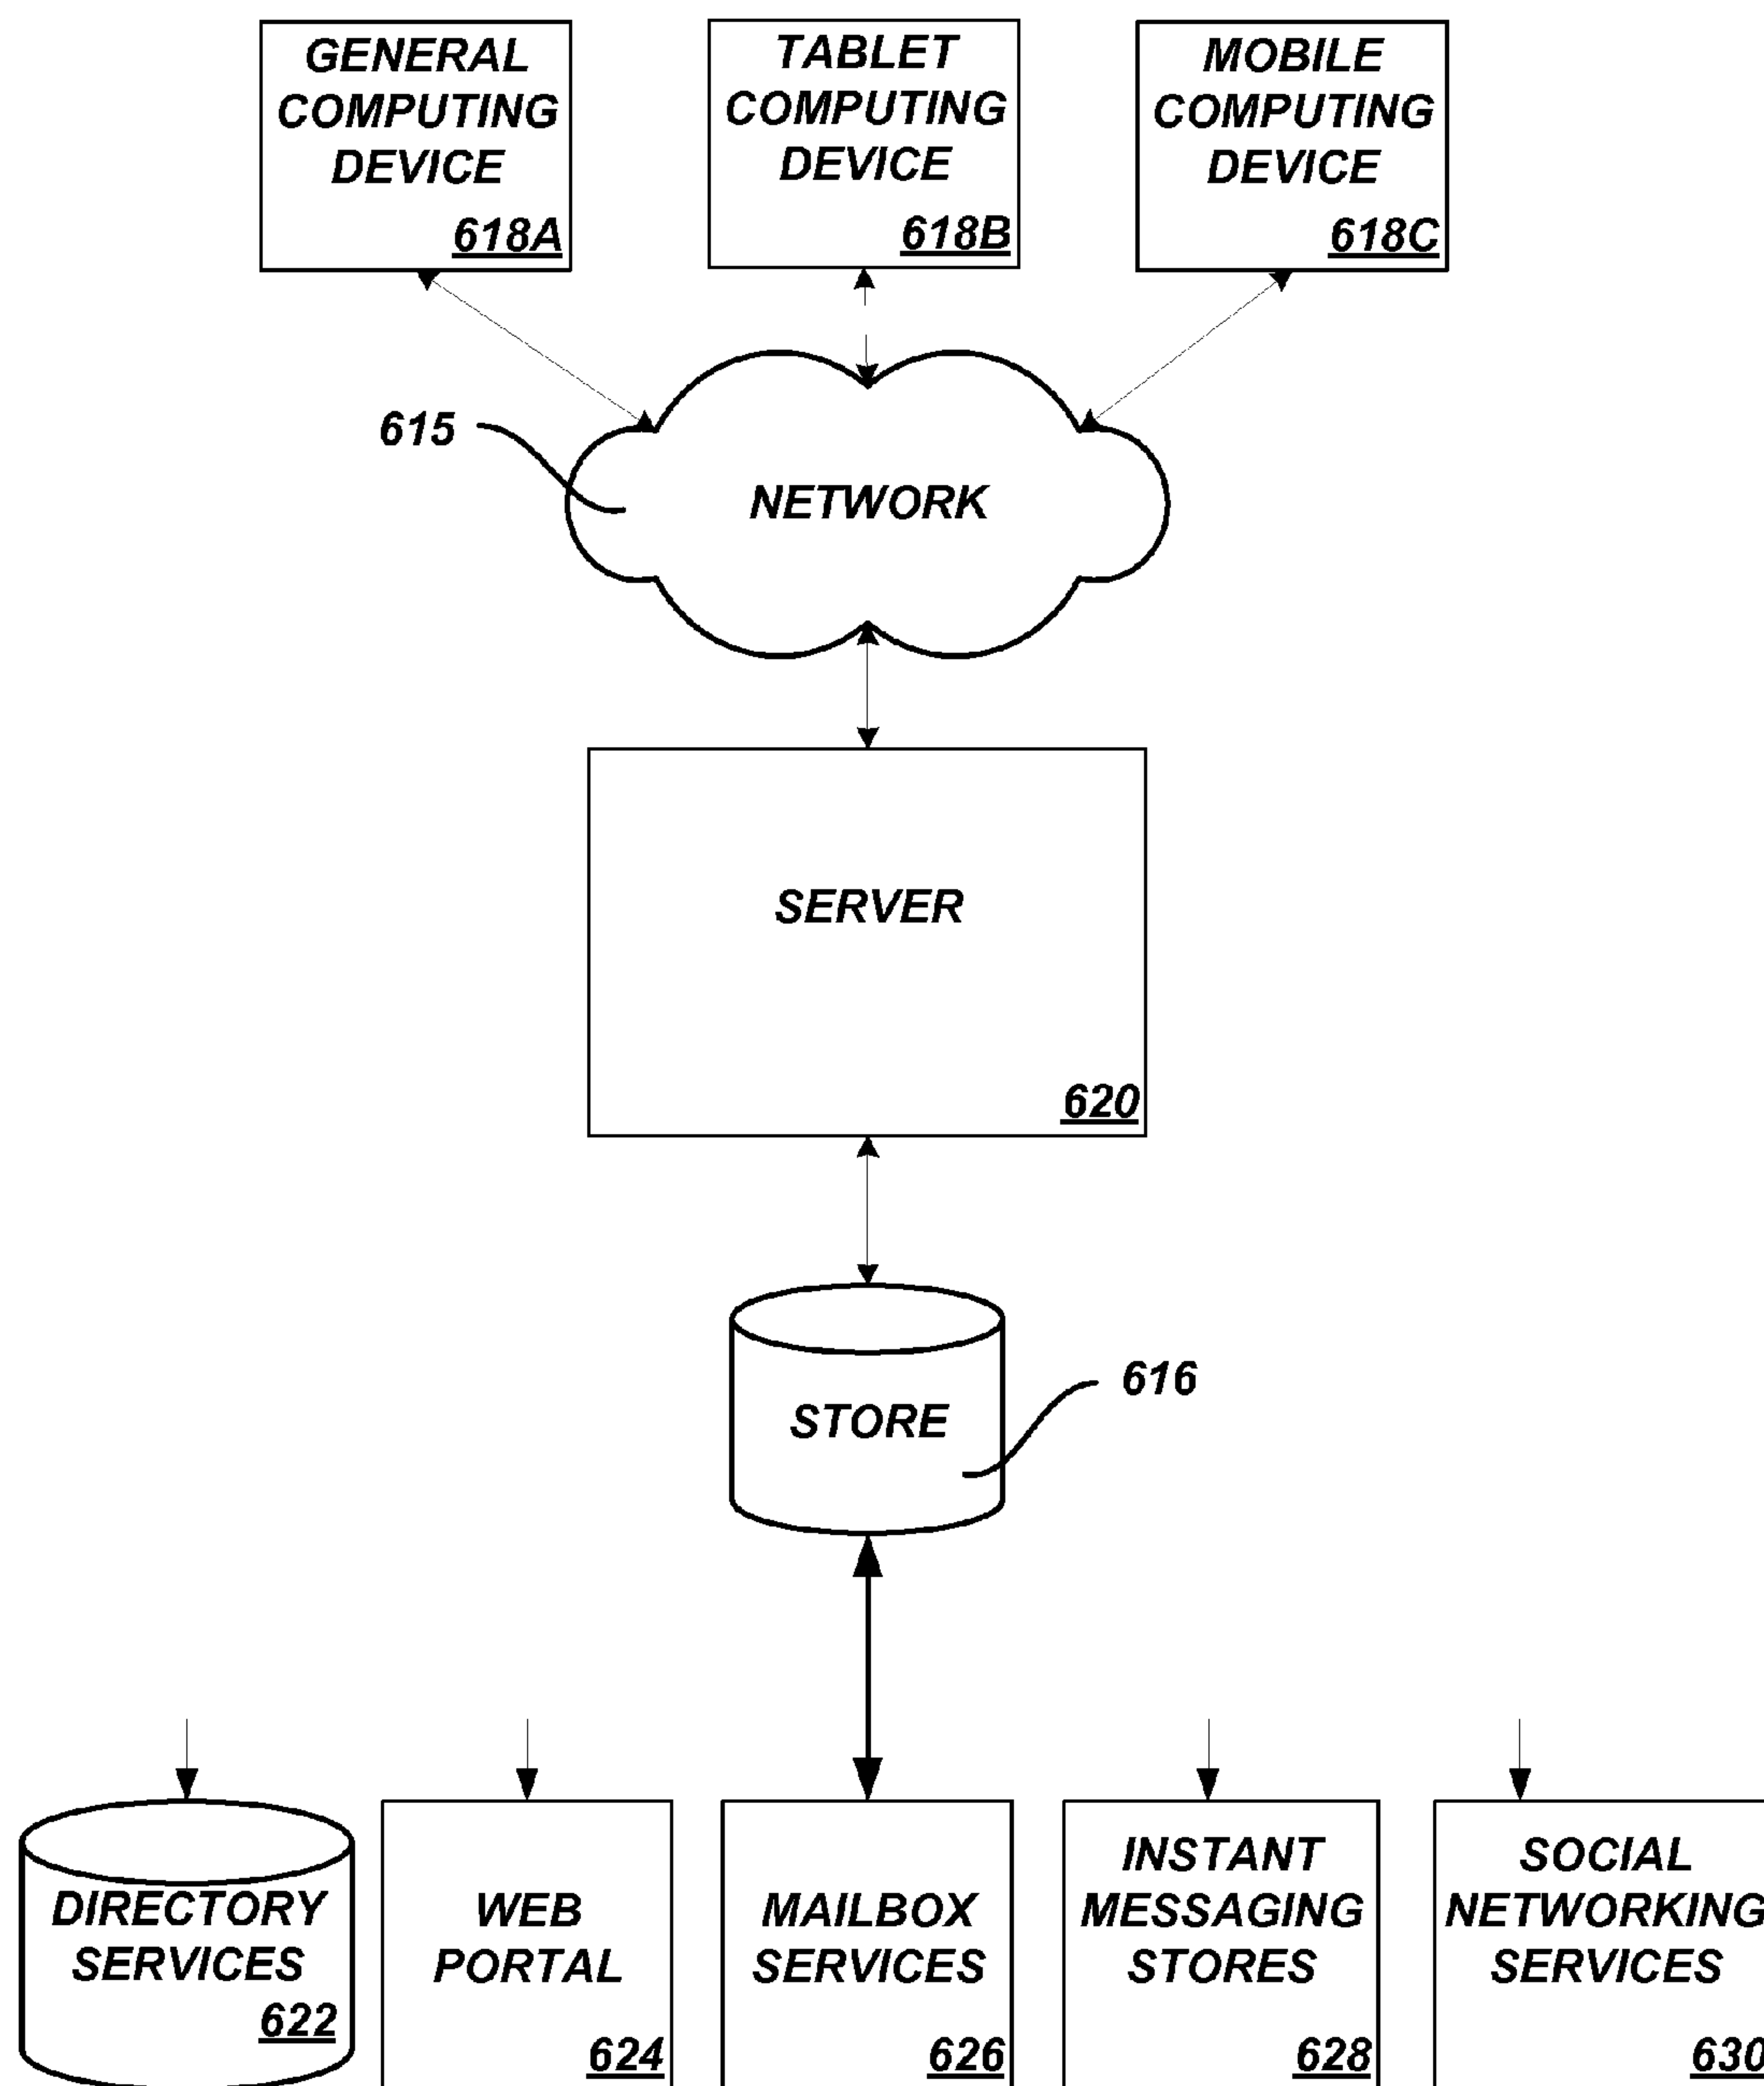 GENERAL
COMPUTING
DEVICE
618A
TABLET
COMPUTING
DEVICE
618B
MOBILE
COMPUTING
DEVICE
618C
615
NETWORK
SERVER
620
STORE
616
DIRECTORY
SERVICES
622
WEB
PORTAL
624
MAILBOX
SERVICES
626
INSTANT
MESSAGING
STORES
628
SOCIAL
NETWORKING
SERVICES
630